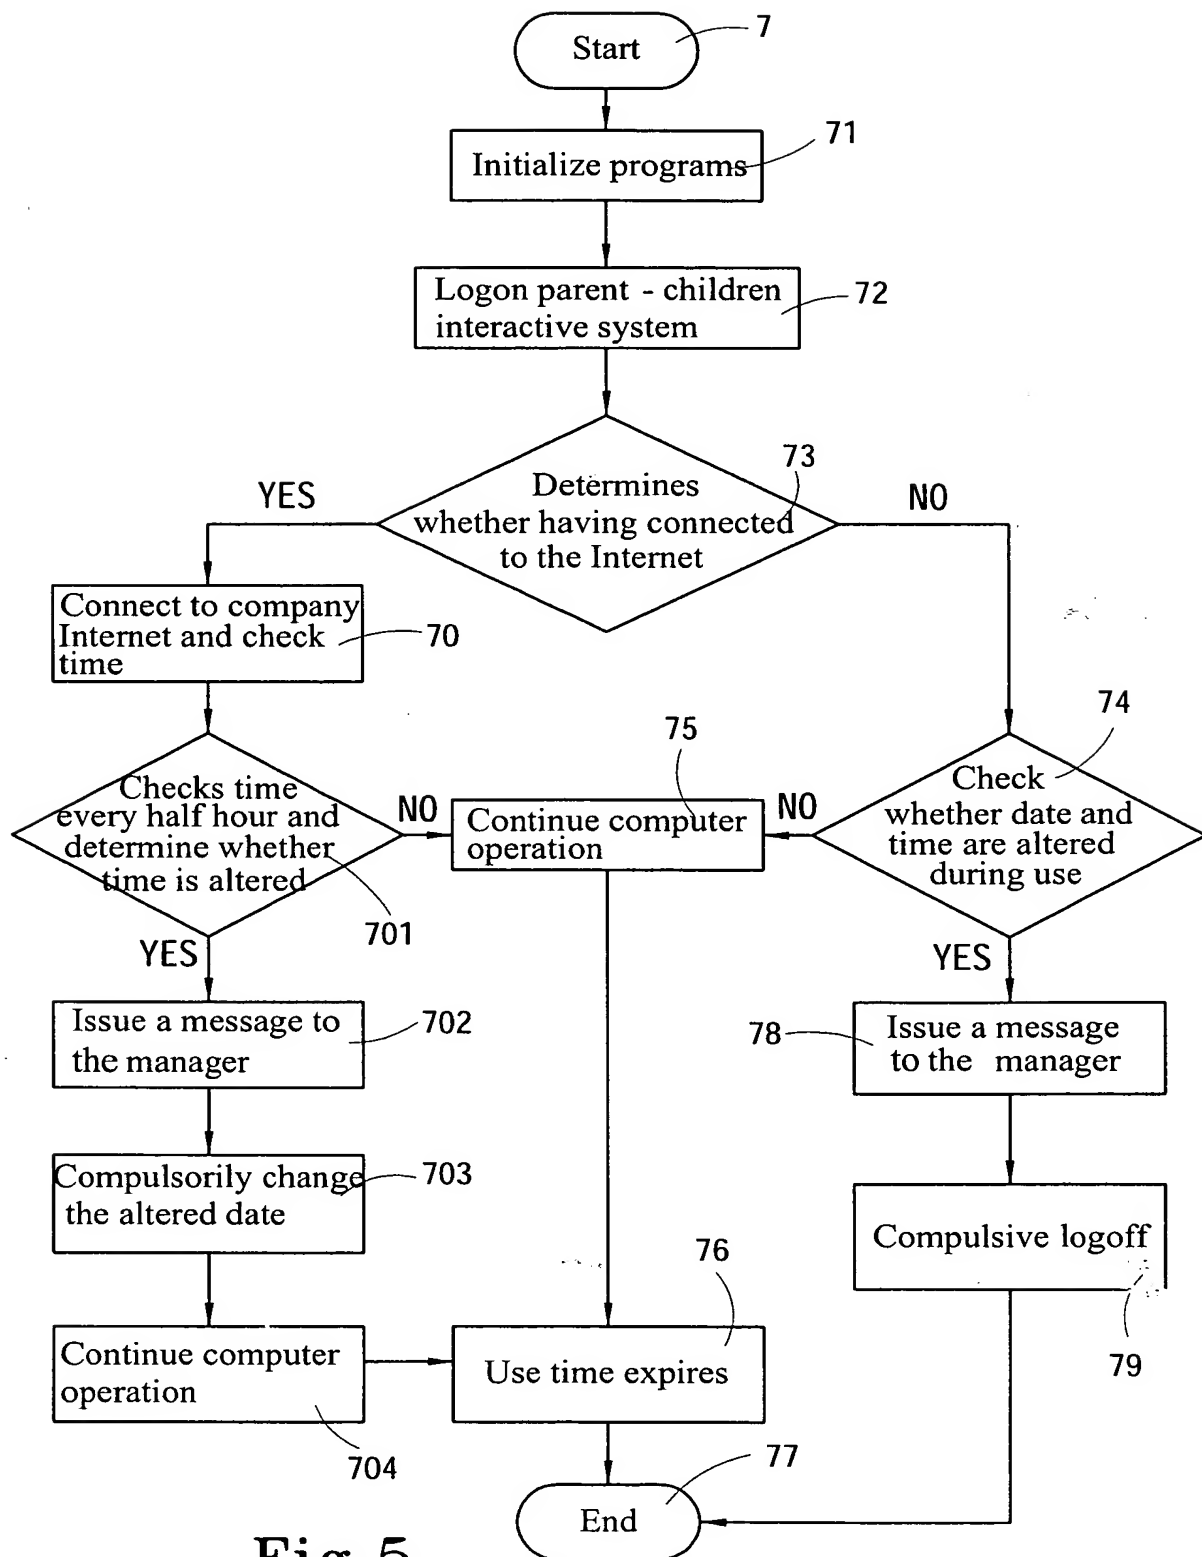 Start
7
Initialize programs
71
Logon parent - children
interactive system
72
Determines
whether having connected
to the Internet
73
YES
NO
Connect to company
Internet and check
time
70
Checks time
every half hour and
determine whether
time is altered
701
NO
Continue computer
operation
75
NO
Check
whether date and
time are altered
during use
74
YES
YES
Issue a message to
the manager
702
78
Issue a message
to the manager
Compulsorily change
the altered date
703
Compulsive logoff
79
Continue computer
operation
704
Use time expires
76
End
77
Fig.5